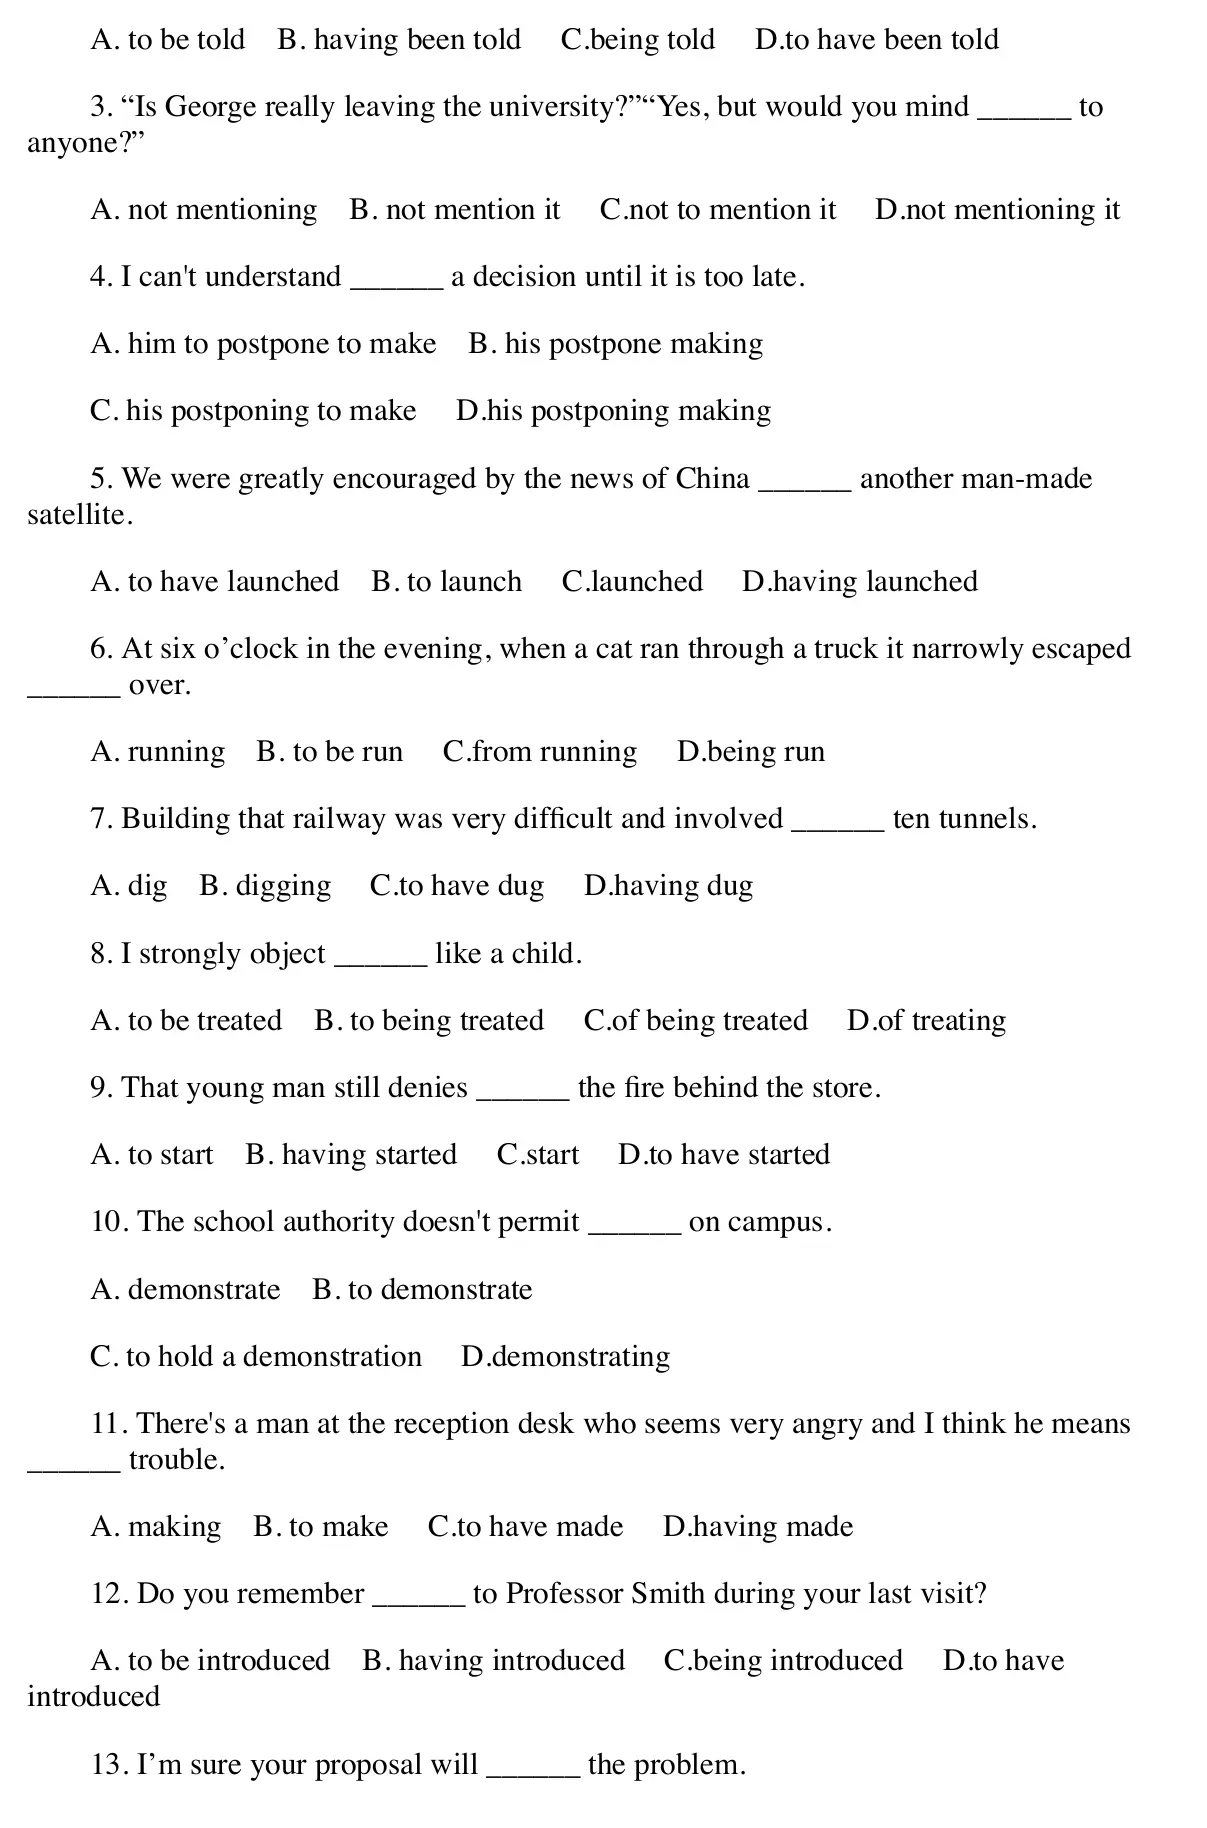 A. to be told B. having been told C.being told D.to have been told
3. “Is George really leaving the university?”“Yes, but would you mind ______ to
anyone?”
A. not mentioning B. not mention it C.not to mention it D.not mentioning it
4. I can't understand ______ a decision until it is too late.
A. him to postpone to make B. his postpone making
C. his postponing to make D.his postponing making
5. We were greatly encouraged by the news of China ______ another man-made
satellite.
A. to have launched B. to launch C.launched D.having launched
6. At six o’clock in the evening, when a cat ran through a truck it narrowly escaped
______ over.
A. running B. to be run C.from running D.being run
7. Building that railway was very difficult and involved ______ ten tunnels.
A. dig B. digging C.to have dug D.having dug
8. I strongly object ______ like a child.
A. to be treated B. to being treated C.of being treated D.of treating
9. That young man still denies ______ the fire behind the store.
A. to start B. having started C.start D.to have started
10. The school authority doesn't permit ______ on campus.
A. demonstrate B. to demonstrate
C. to hold a demonstration D.demonstrating
11. There's a man at the reception desk who seems very angry and I think he means
______ trouble.
A. making B. to make C.to have made D.having made
12. Do you remember ______ to Professor Smith during your last visit?
A. to be introduced B. having introduced C.being introduced D.to have
introduced
13. I’m sure your proposal will ______ the problem.